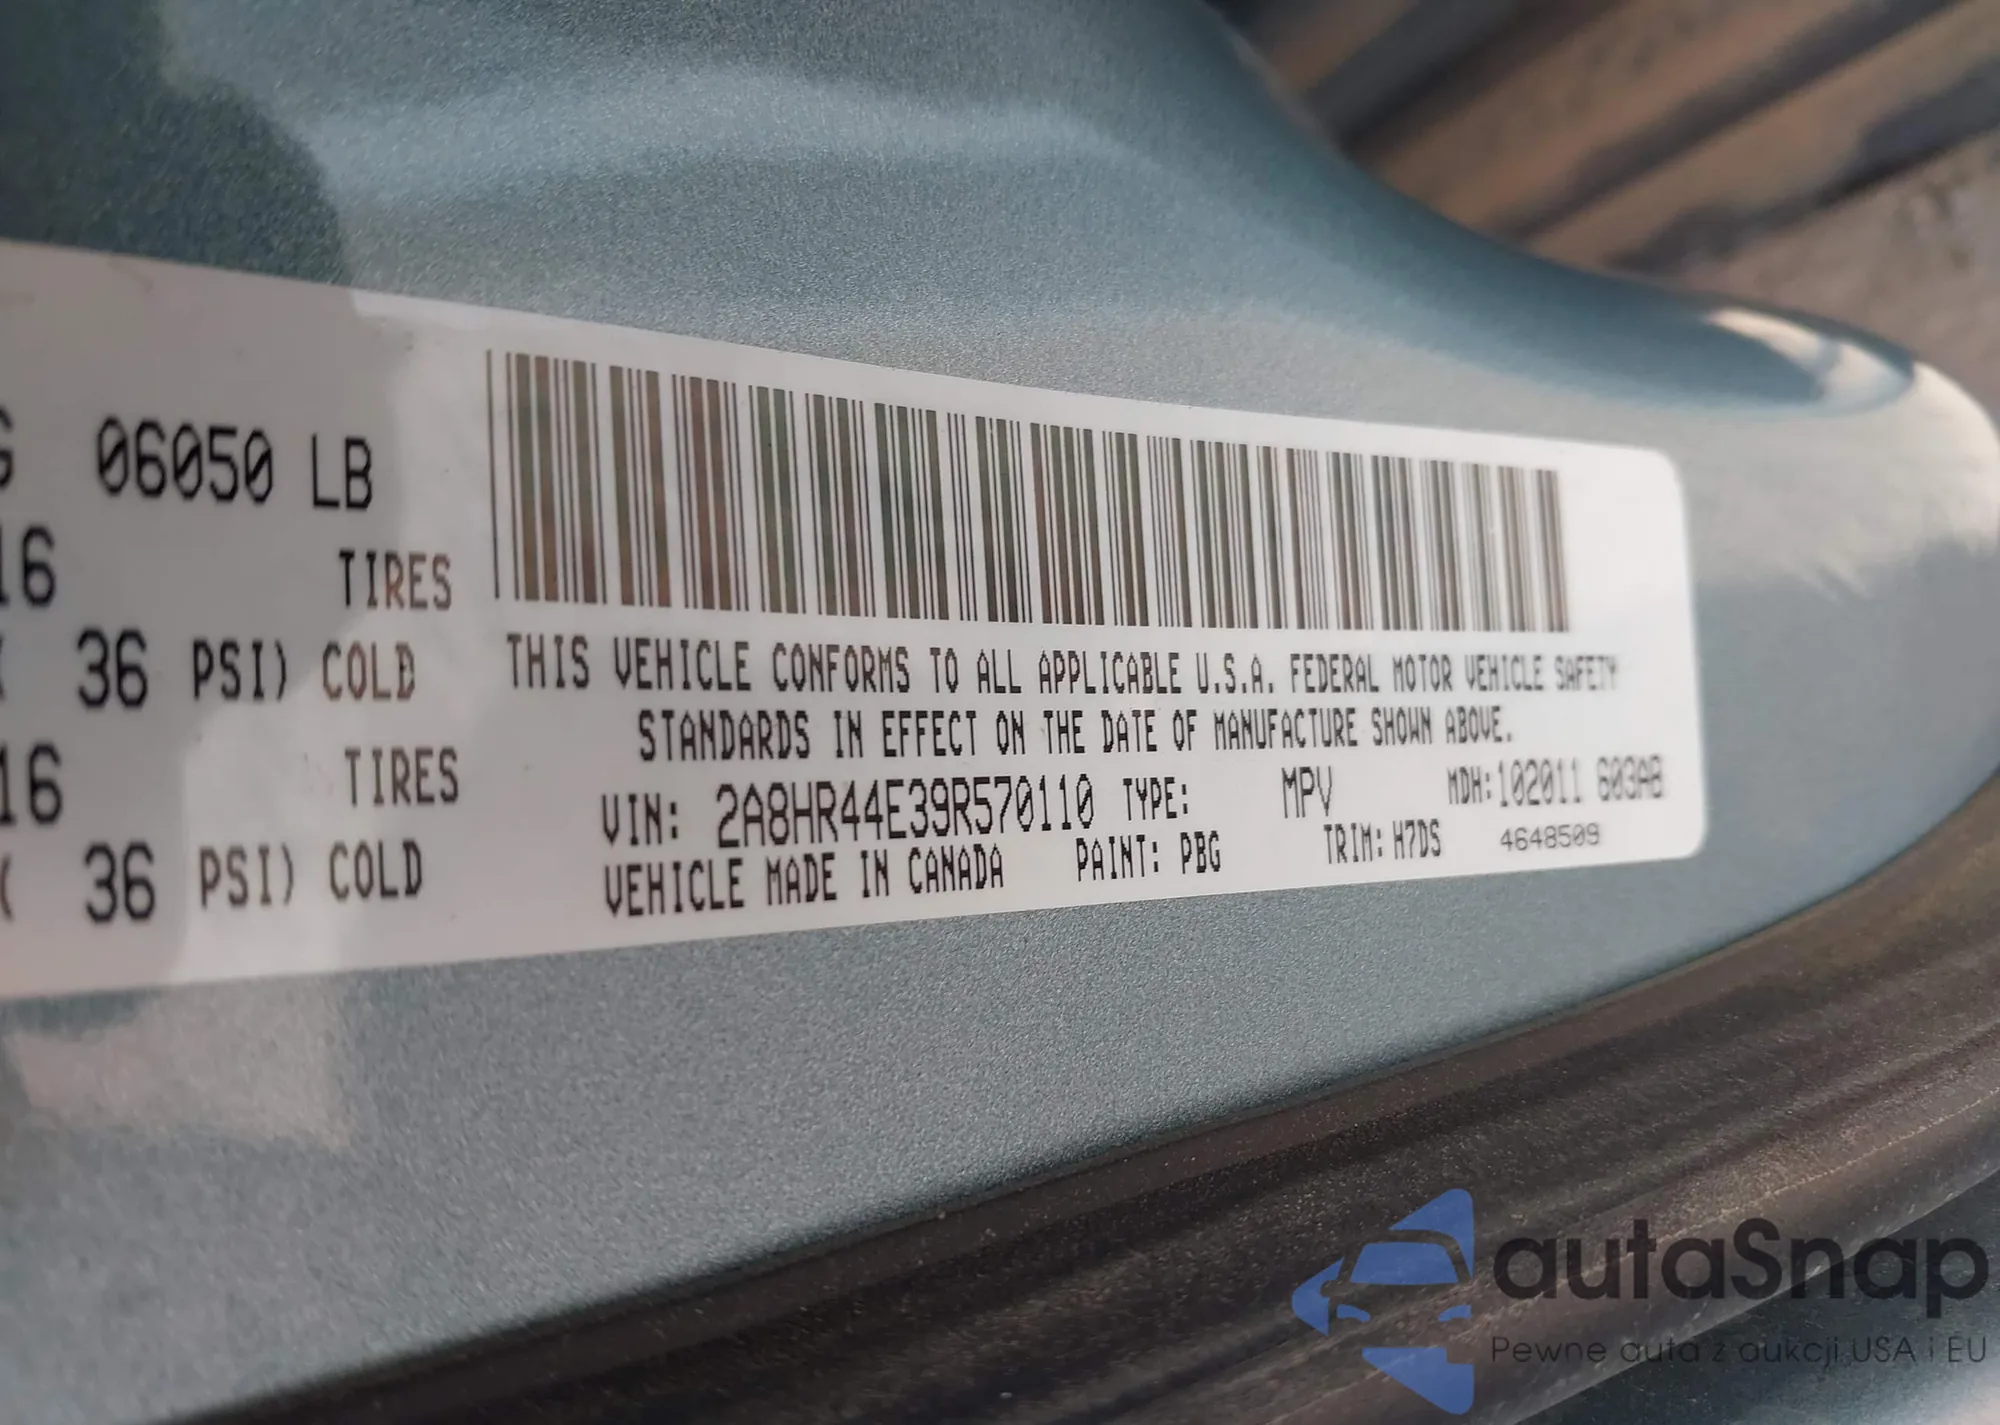 06050 LB
16 TIRES
36 PSI) COLD
16 TIRES
36 PSI) COLD
THIS VEHICLE CONFORMS TO ALL APPLICABLE U.S.A. FEDERAL MOTOR VEHICLE SAFETY
STANDARDS IN EFFECT ON THE DATE OF MANUFACTURE SHOWN ABOVE.
VIN: 2A8HR44E39R570110 TYPE: MPV MDH: 102011 603AB
VEHICLE MADE IN CANADA PAINT: PBG TRIM: H7DS 4648509
autaSnap
Pewne auta z aukcji USA i EU